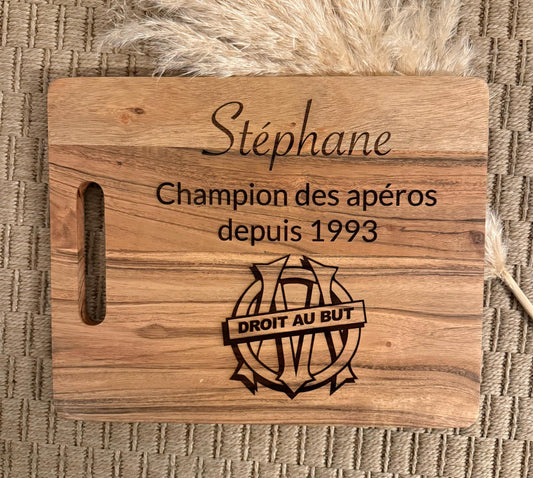 Stéphane
Champion des apéros
depuis 1993
DROIT AU BUT